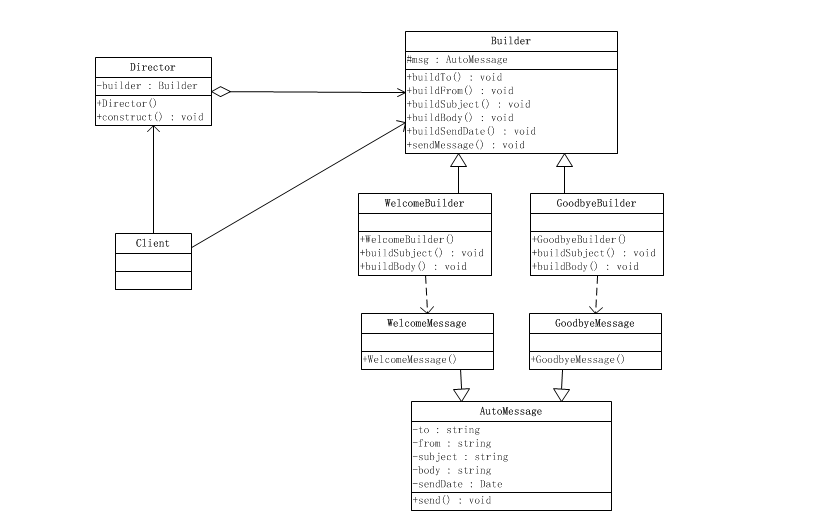 Director
-builder : Builder
+Director()
+construct() : void
Builder
#msg : AutoMessage
+buildTo() : void
+buildFrom() : void
+buildSubject() : void
+buildBody() : void
+buildSendDate() : void
+sendMessage() : void
Client
WelcomeBuilder
+WelcomeBuilder()
+buildSubject() : void
+buildBody() : void
GoodbyeBuilder
+GoodbyeBuilder()
+buildSubject() : void
+buildBody() : void
WelcomeMessage
+WelcomeMessage()
GoodbyeMessage
+GoodbyeMessage()
AutoMessage
-to : string
-from : string
-subject : string
-body : string
-sendDate : Date
+send() : void